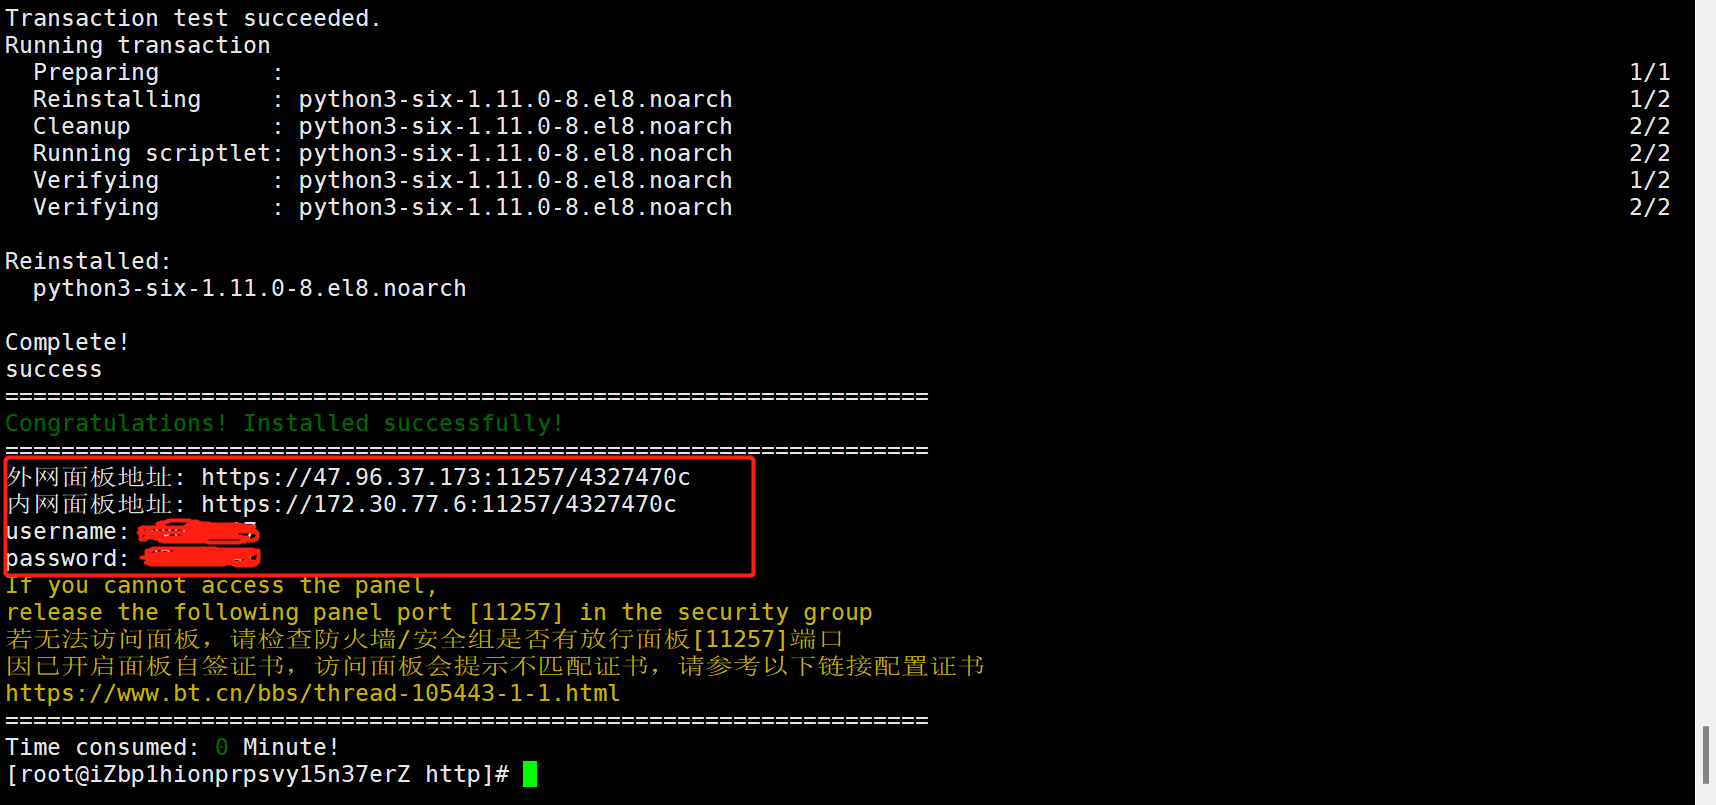 Transaction test succeeded.
Running transaction
  Preparing        :                                                                                                1/1
  Reinstalling     : python3-six-1.11.0-8.el8.noarch                                                                1/2
  Cleanup          : python3-six-1.11.0-8.el8.noarch                                                                2/2
  Running scriptlet: python3-six-1.11.0-8.el8.noarch                                                                2/2
  Verifying        : python3-six-1.11.0-8.el8.noarch                                                                1/2
  Verifying        : python3-six-1.11.0-8.el8.noarch                                                                2/2
Reinstalled:
  python3-six-1.11.0-8.el8.noarch
Complete!
success
==================================================================
Congratulations! Installed successfully!
==================================================================
外网面板地址: https://47.96.37.173:11257/4327470c
内网面板地址: https://172.30.77.6:11257/4327470c
username:
password:
If you cannot access the panel,
release the following panel port [11257] in the security group
若无法访问面板，请检查防火墙/安全组是否有放行面板[11257]端口
因已开启面板自签证书，访问面板会提示不匹配证书，请参考以下链接配置证书
https://www.bt.cn/bbs/thread-105443-1-1.html
==================================================================
Time consumed: 0 Minute!
[root@iZbp1hionprpsvy15n37erZ http]#